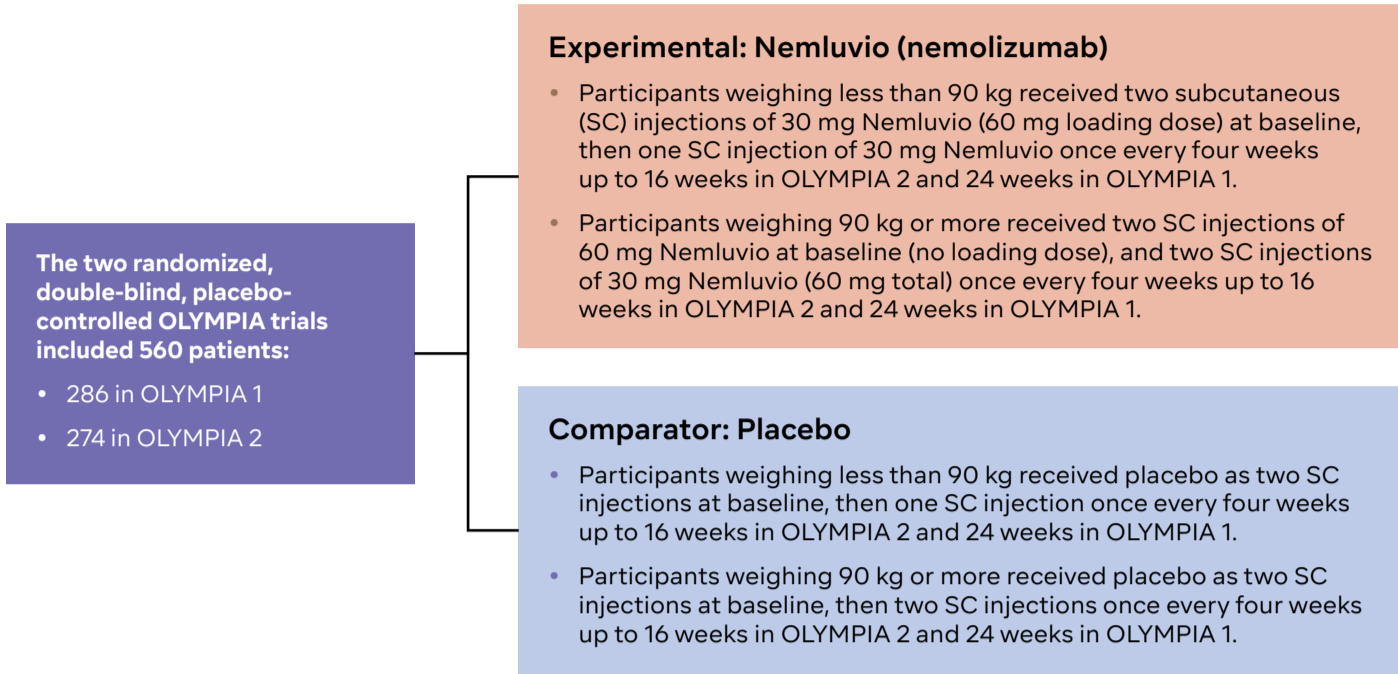 The two randomized,
double-blind, placebo-
controlled OLYMPIA trials
included 560 patients:
• 286 in OLYMPIA 1
• 274 in OLYMPIA 2
Experimental: Nemluvio (nemolizumab)
• Participants weighing less than 90 kg received two subcutaneous
(SC) injections of 30 mg Nemluvio (60 mg loading dose) at baseline,
then one SC injection of 30 mg Nemluvio once every four weeks
up to 16 weeks in OLYMPIA 2 and 24 weeks in OLYMPIA 1.
• Participants weighing 90 kg or more received two SC injections of
60 mg Nemluvio at baseline (no loading dose), and two SC injections
of 30 mg Nemluvio (60 mg total) once every four weeks up to 16
weeks in OLYMPIA 2 and 24 weeks in OLYMPIA 1.
Comparator: Placebo
• Participants weighing less than 90 kg received placebo as two SC
injections at baseline, then one SC injection once every four weeks
up to 16 weeks in OLYMPIA 2 and 24 weeks in OLYMPIA 1.
• Participants weighing 90 kg or more received placebo as two SC
injections at baseline, then two SC injections once every four weeks
up to 16 weeks in OLYMPIA 2 and 24 weeks in OLYMPIA 1.